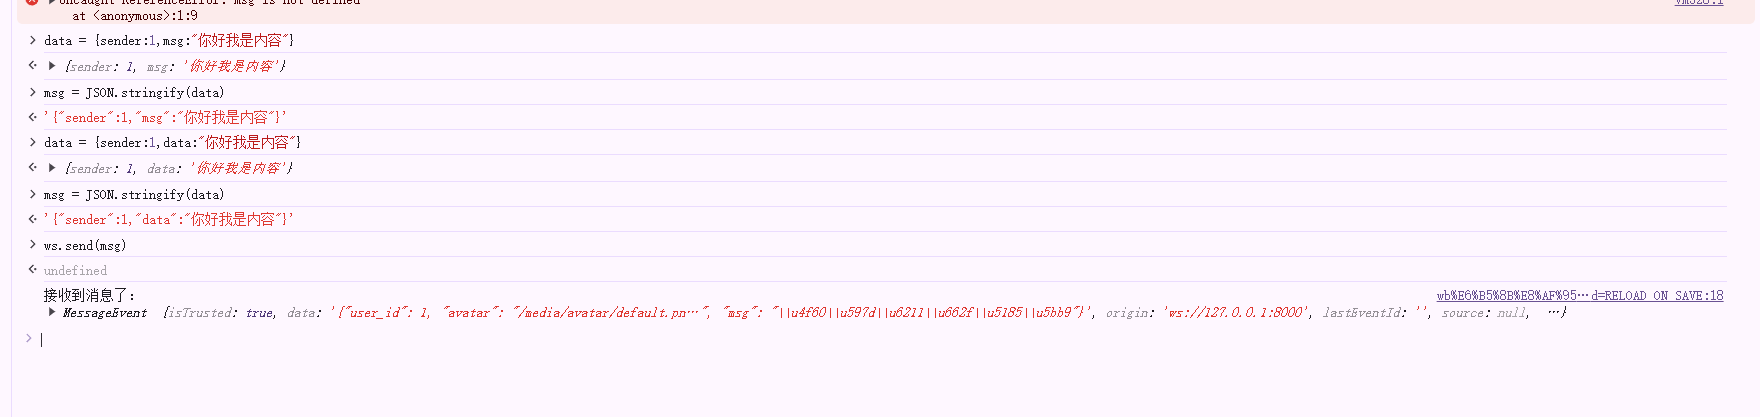 Uncaught ReferenceError: msg is not defined
at <anonymous>:1:9
data = {sender:1,msg:"你好我是内容"}
{sender: 1, msg: '你好我是内容'}
msg = JSON.stringify(data)
'{"sender":1,"msg":"你好我是内容"}'
data = {sender:1,data:"你好我是内容"}
{sender: 1, data: '你好我是内容'}
msg = JSON.stringify(data)
'{"sender":1,"data":"你好我是内容"}'
ws.send(msg)
undefined
接收到消息了: wb%E6%B5%8B%E8%AF%95…d=RELOAD_ON_SAVE:18
MessageEvent {isTrusted: true, data: '{"user_id": 1, "avatar": "/media/avatar/default.pn…", "msg": "||u4f60||u597d||u6211||u662f||u5185||u5bb9"}', origin: 'ws://127.0.0.1:8000', lastEventId: '', source: null, …}